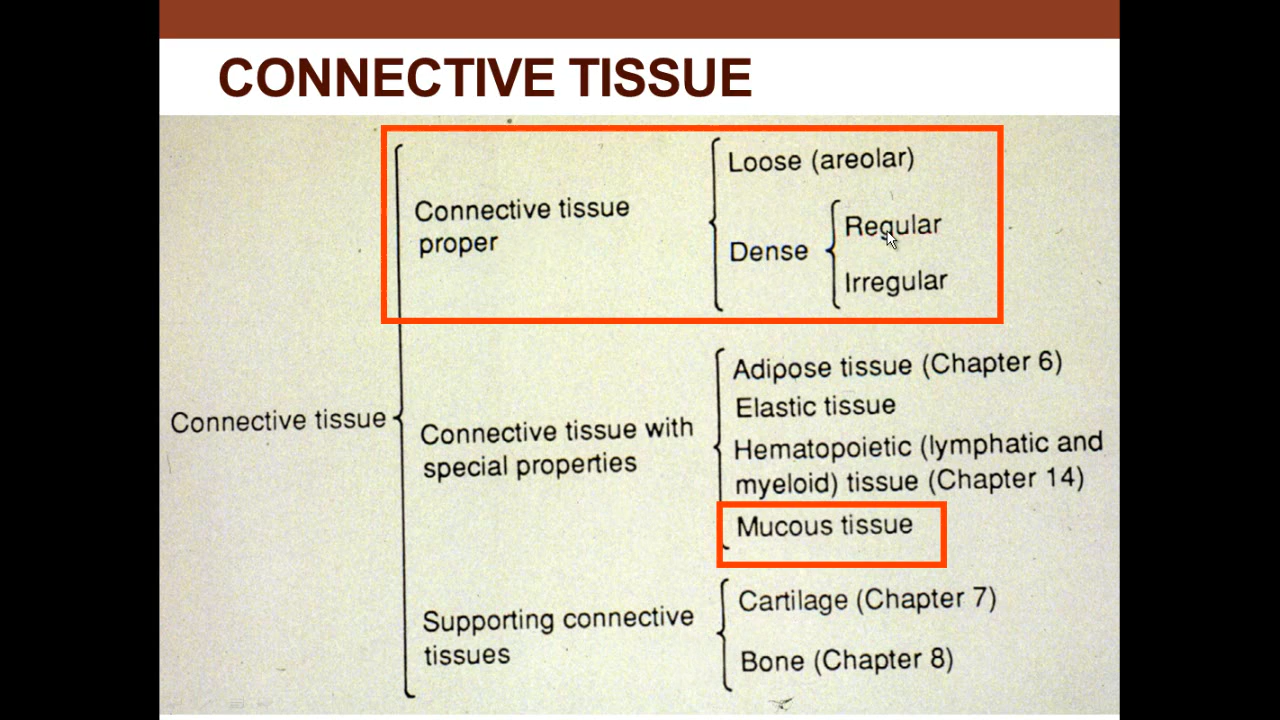 CONNECTIVE TISSUE
Connective tissue
Connective tissue
proper
Loose (areolar)
Dense
Regular
Irregular
Connective tissue with
special properties
Adipose tissue (Chapter 6)
Elastic tissue
Hematopoietic (lymphatic and
myeloid) tissue (Chapter 14)
Mucous tissue
Supporting connective
tissues
Cartilage (Chapter 7)
Bone (Chapter 8)